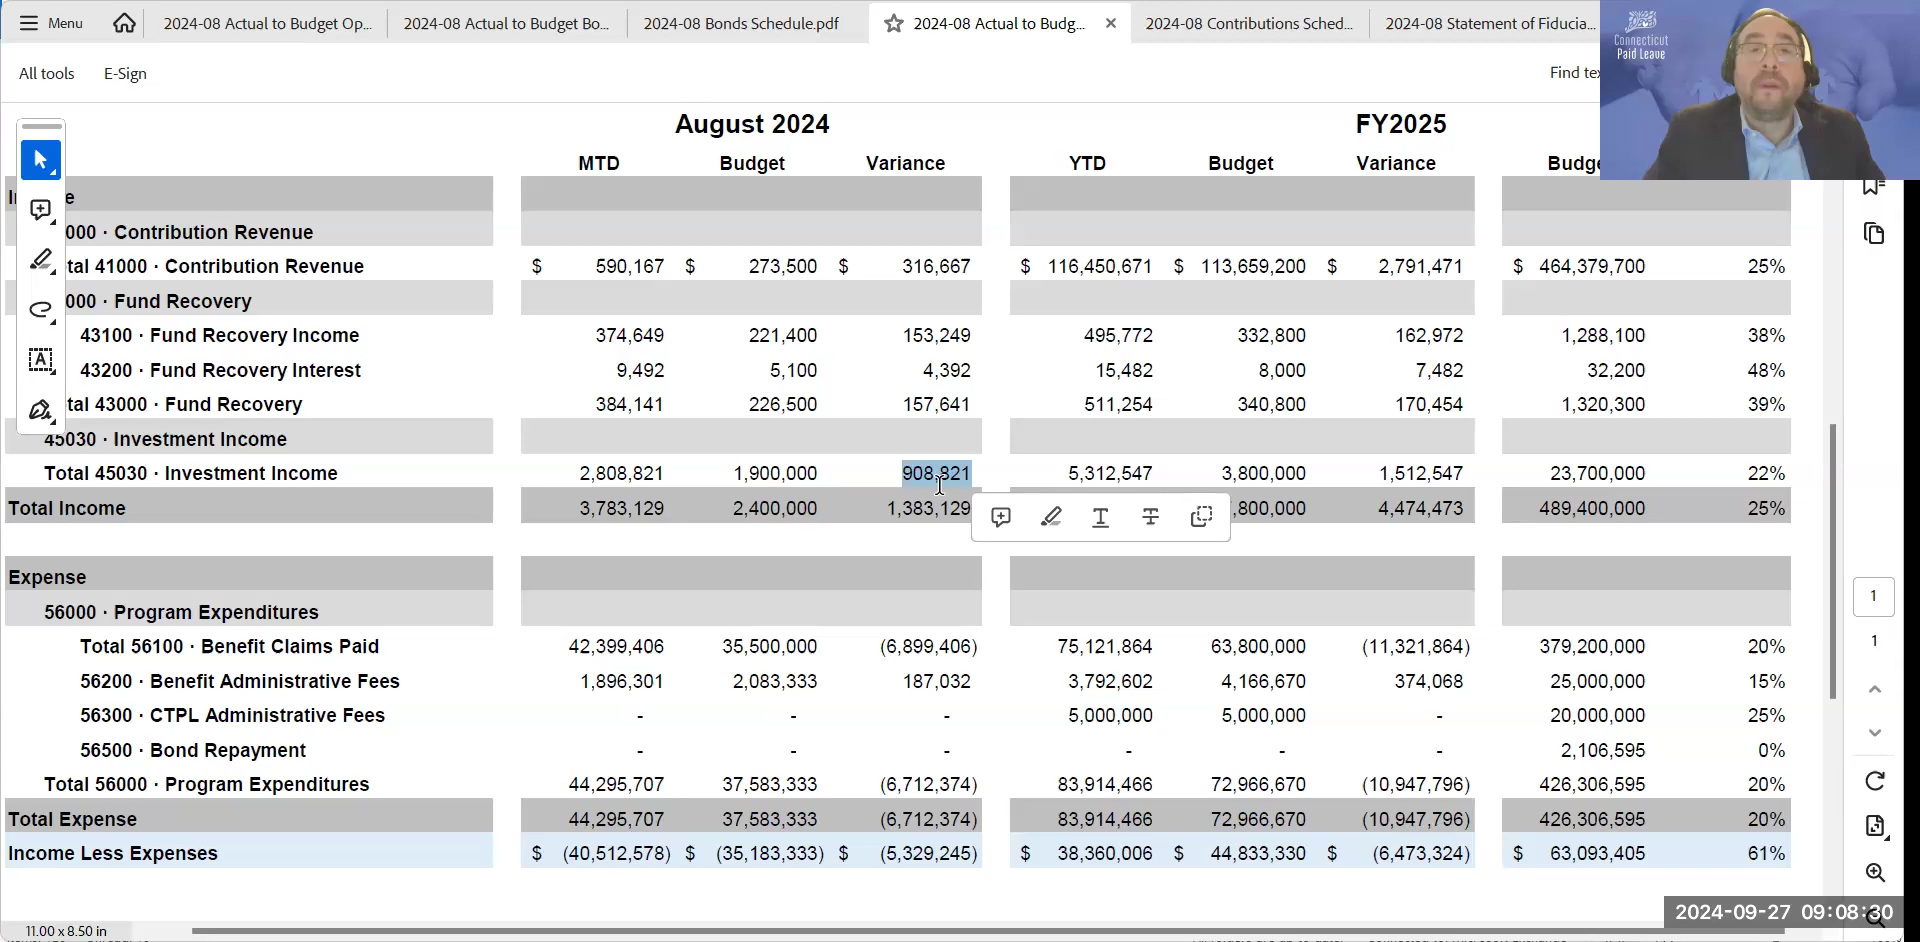 Menu 2024-08 Actual to Budget Op... 2024-08 Actual to Budget Bo... 2024-08 Bonds Schedule.pdf 2024-08 Actual to Budg... 2024-08 Contributions Sched... 2024-08 Statement of Fiducia...
Connecticut
Paid Leave
All tools E-Sign
August 2024 FY2025
MTD Budget Variance YTD Budget Variance
000 · Contribution Revenue
tal 41000 · Contribution Revenue $ 590,167 $ 273,500 $ 316,667 $ 116,450,671 $ 113,659,200 $ 2,791,471 $ 464,379,700 25%
000 · Fund Recovery
43100 · Fund Recovery Income 374,649 221,400 153,249 495,772 332,800 162,972 1,288,100 38%
43200 · Fund Recovery Interest 9,492 5,100 4,392 15,482 8,000 7,482 32,200 48%
tal 43000 · Fund Recovery 384,141 226,500 157,641 511,254 340,800 170,454 1,320,300 39%
45030 · Investment Income
Total 45030 · Investment Income 2,808,821 1,900,000 908,821 5,312,547 3,800,000 1,512,547 23,700,000 22%
Total Income 3,783,129 2,400,000 1,383,129 ,800,000 4,474,473 489,400,000 25%
Expense
56000 · Program Expenditures
Total 56100 · Benefit Claims Paid 42,399,406 35,500,000 (6,899,406) 75,121,864 63,800,000 (11,321,864) 379,200,000 20%
56200 · Benefit Administrative Fees 1,896,301 2,083,333 187,032 3,792,602 4,166,670 374,068 25,000,000 15%
56300 · CTPL Administrative Fees - - - 5,000,000 5,000,000 - 20,000,000 25%
56500 · Bond Repayment - - - - - - 2,106,595 0%
Total 56000 · Program Expenditures 44,295,707 37,583,333 (6,712,374) 83,914,466 72,966,670 (10,947,796) 426,306,595 20%
Total Expense 44,295,707 37,583,333 (6,712,374) 83,914,466 72,966,670 (10,947,796) 426,306,595 20%
Income Less Expenses $ (40,512,578) $ (35,183,333) $ (5,329,245) $ 38,360,006 $ 44,833,330 $ (6,473,324) $ 63,093,405 61%
1
1
2024-09-27 09:08:30
11.00 x 8.50 in